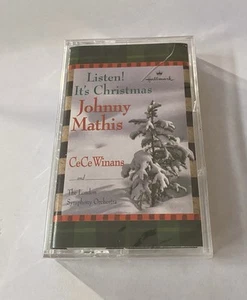 Listen!
It's Christmas
Hallmark
Johnny
Mathis
CeCe Winans
and
The London
Symphony Orchestra